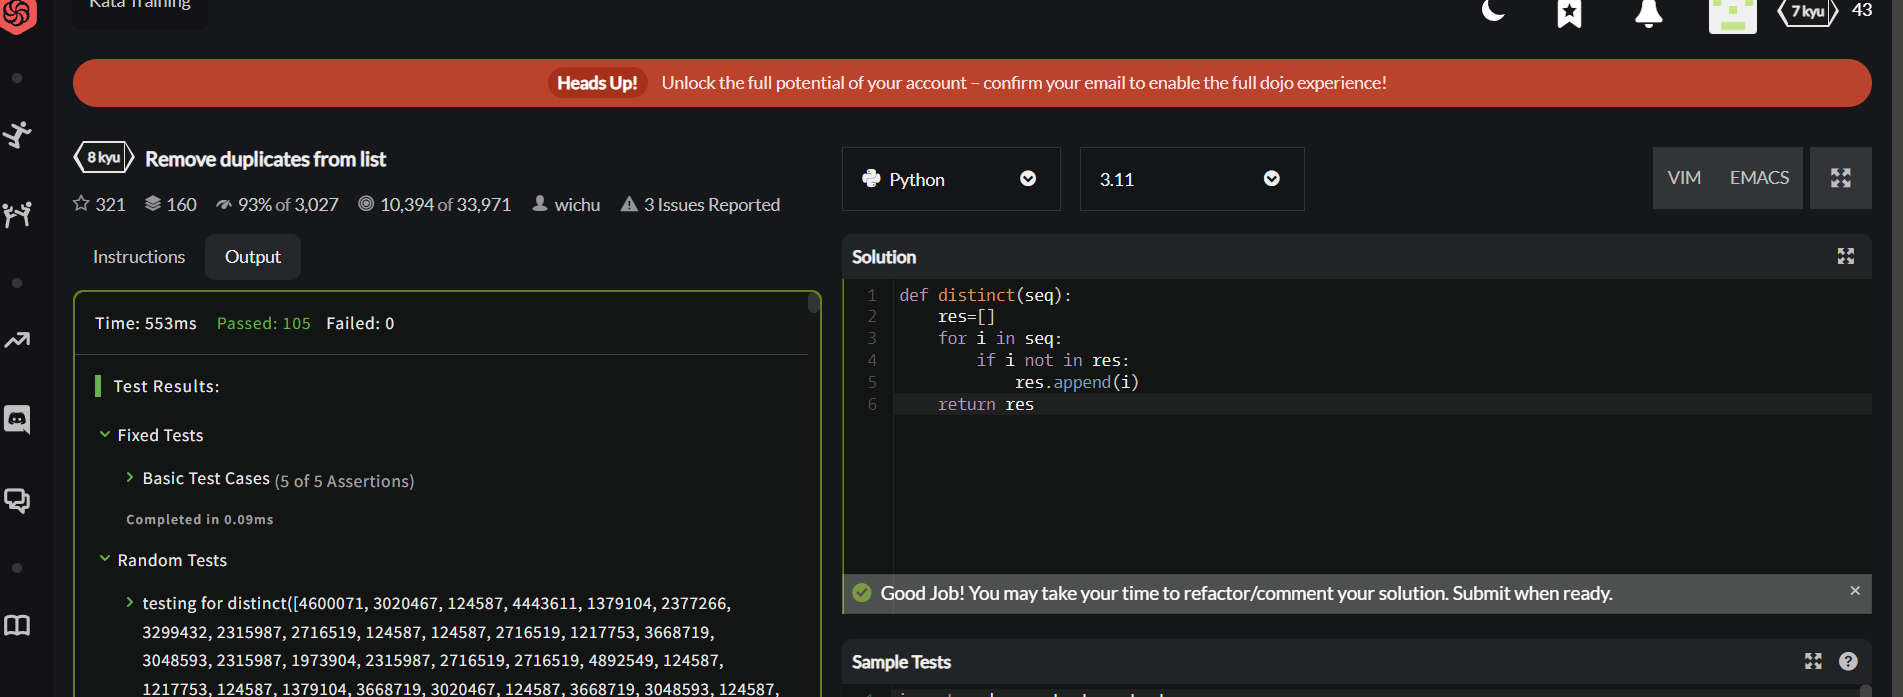 Kata Training
7 kyu 43
Heads Up! Unlock the full potential of your account – confirm your email to enable the full dojo experience!
8 kyu Remove duplicates from list
321 160 93% of 3,027 10,394 of 33,971 wichu 3 Issues Reported
Python 3.11 VIM EMACS
Instructions Output
Time: 553ms Passed: 105 Failed: 0
Test Results:
Fixed Tests
Basic Test Cases (5 of 5 Assertions)
Completed in 0.09ms
Random Tests
testing for distinct([4600071, 3020467, 124587, 4443611, 1379104, 2377266,
3299432, 2315987, 2716519, 124587, 124587, 2716519, 1217753, 3668719,
3048593, 2315987, 1973904, 2315987, 2716519, 2716519, 4892549, 124587,
1217753, 124587, 1379104, 3668719, 3020467, 124587, 3668719, 3048593, 124587,
Solution
1 def distinct(seq):
2     res=[]
3     for i in seq:
4         if i not in res:
5             res.append(i)
6     return res
Good Job! You may take your time to refactor/comment your solution. Submit when ready.
Sample Tests